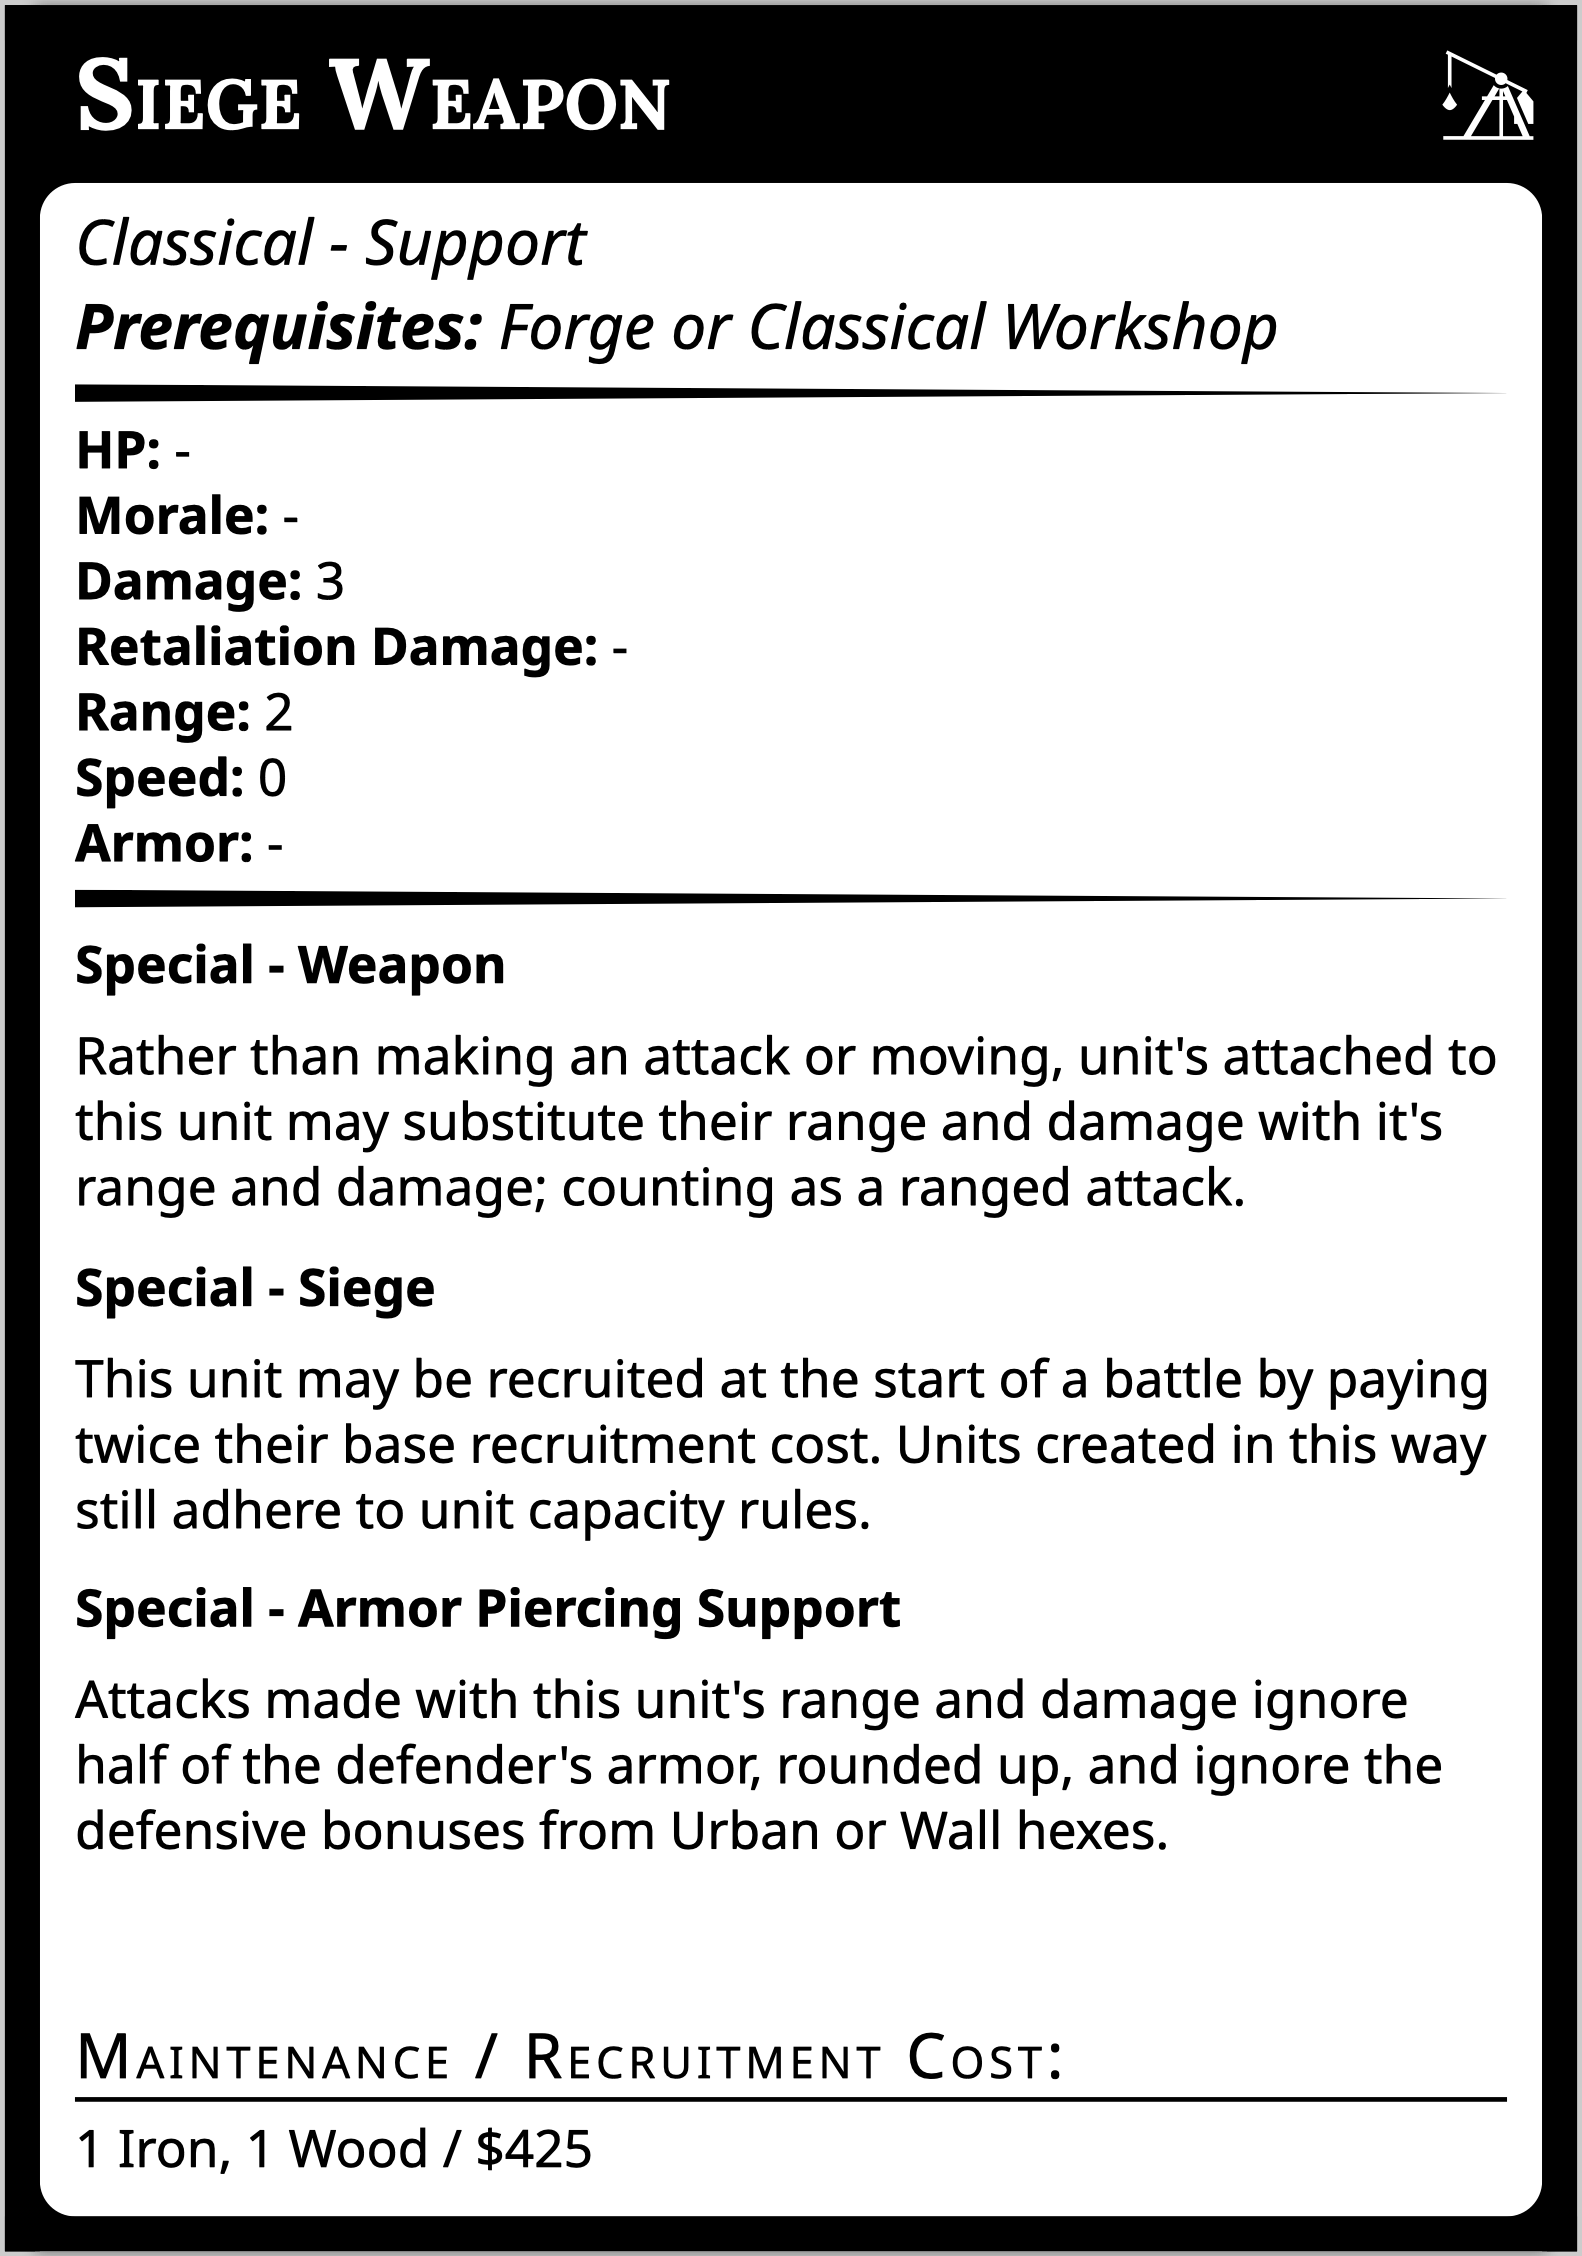 Siege Weapon
Classical - Support
Prerequisites: Forge or Classical Workshop
HP: -
Morale: -
Damage: 3
Retaliation Damage: -
Range: 2
Speed: 0
Armor: -
Special - Weapon
Rather than making an attack or moving, unit's attached to
this unit may substitute their range and damage with it's
range and damage; counting as a ranged attack.
Special - Siege
This unit may be recruited at the start of a battle by paying
twice their base recruitment cost. Units created in this way
still adhere to unit capacity rules.
Special - Armor Piercing Support
Attacks made with this unit's range and damage ignore
half of the defender's armor, rounded up, and ignore the
defensive bonuses from Urban or Wall hexes.
Maintenance / Recruitment Cost:
1 Iron, 1 Wood / $425